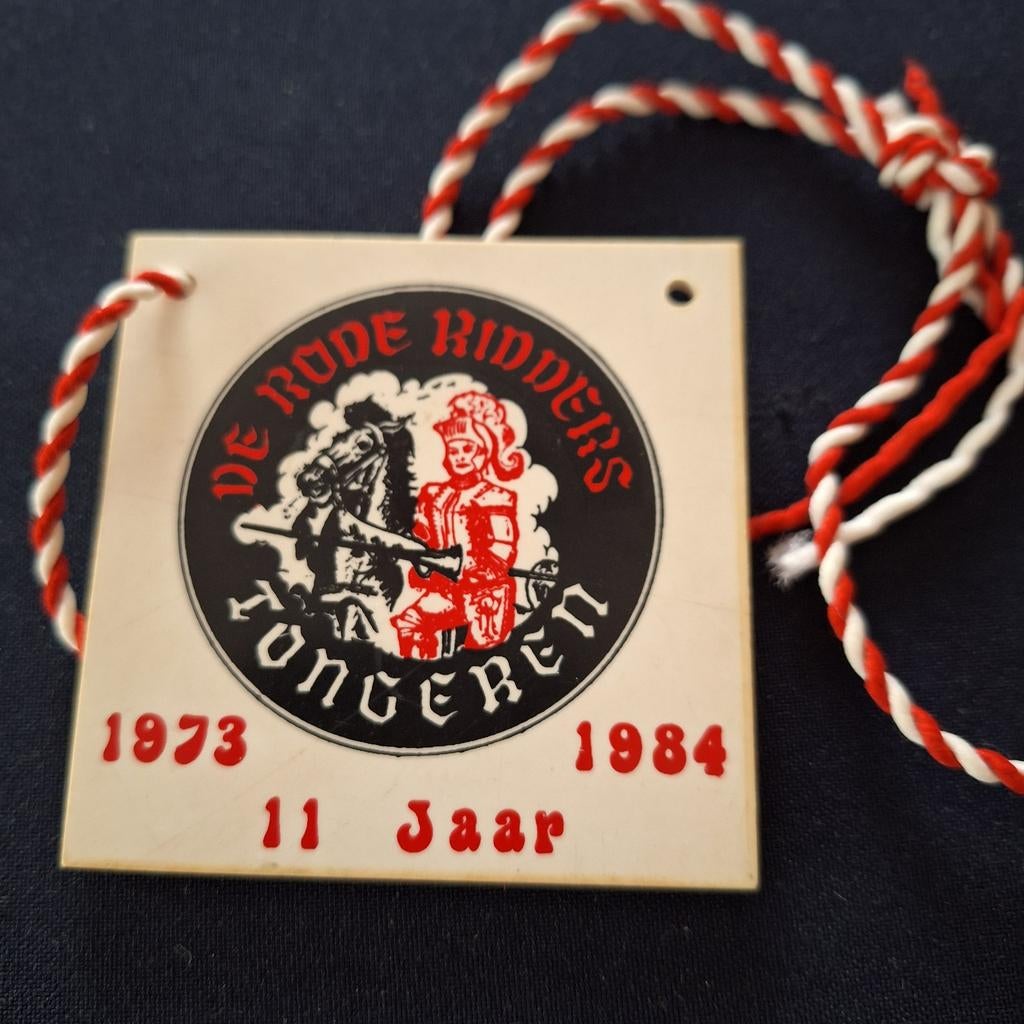 DE RODE RIDDERS
TONGEREN
1973 1984
11 Jaar